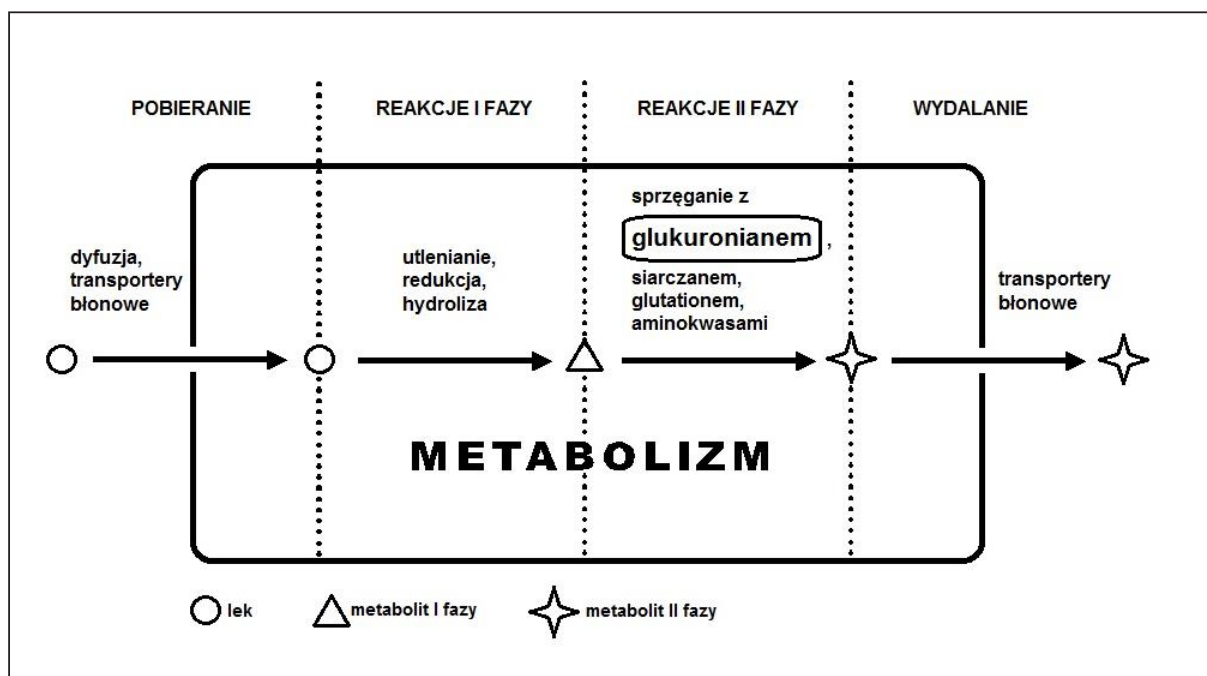 POBIERANIE
REAKCJE I FAZY
REAKCJE II FAZY
WYDALANIE
dyfuzja,
transportery
błonowe
utlenianie,
redukcja,
hydroliza
sprzęganie z
glukuronianem ,
siarczanem,
glutationem,
aminokwasami
transportery
błonowe
METABOLIZM
lek
metabolit I fazy
metabolit II fazy